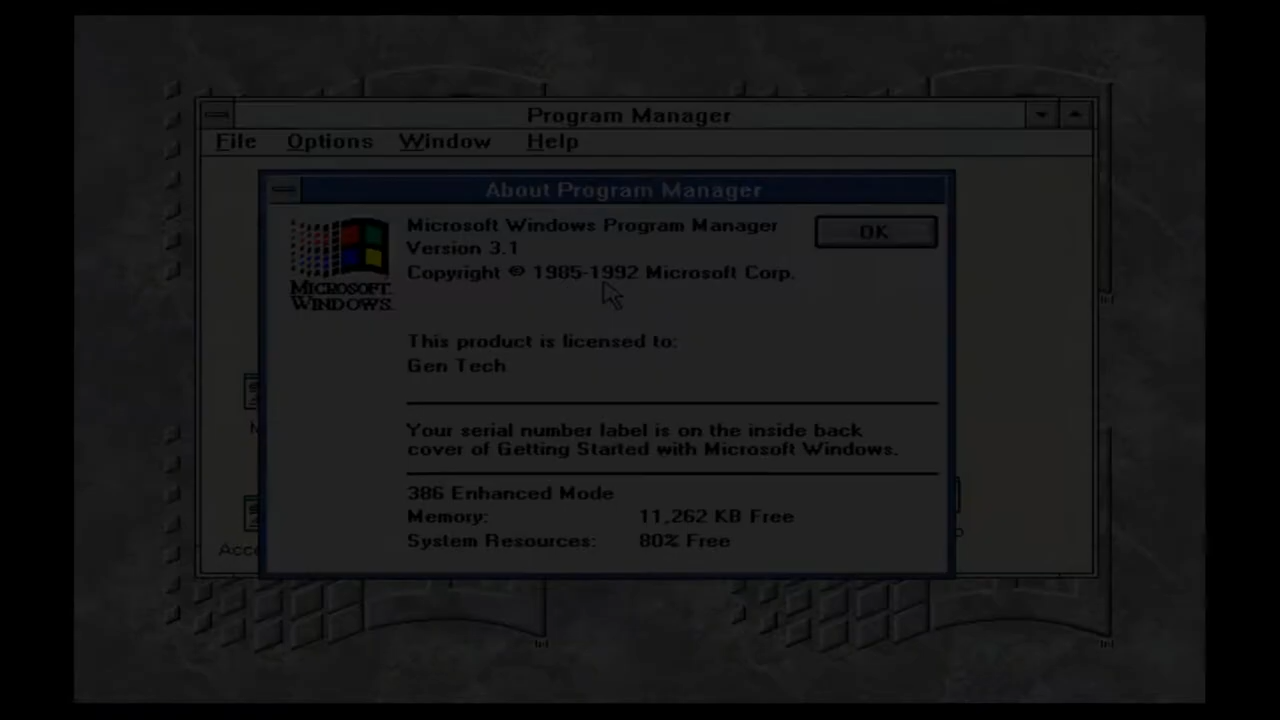 Program Manager
File Options Window Help
About Program Manager
Microsoft Windows Program Manager
OK
Version 3.1
Copyright © 1985-1992 Microsoft Corp.
MICROSOFT.
WINDOWS.
This product is licensed to:
Gen Tech
Your serial number label is on the inside back
cover of Getting Started with Microsoft Windows.
386 Enhanced Mode
Memory: 11,262 KB Free
System Resources: 80% Free